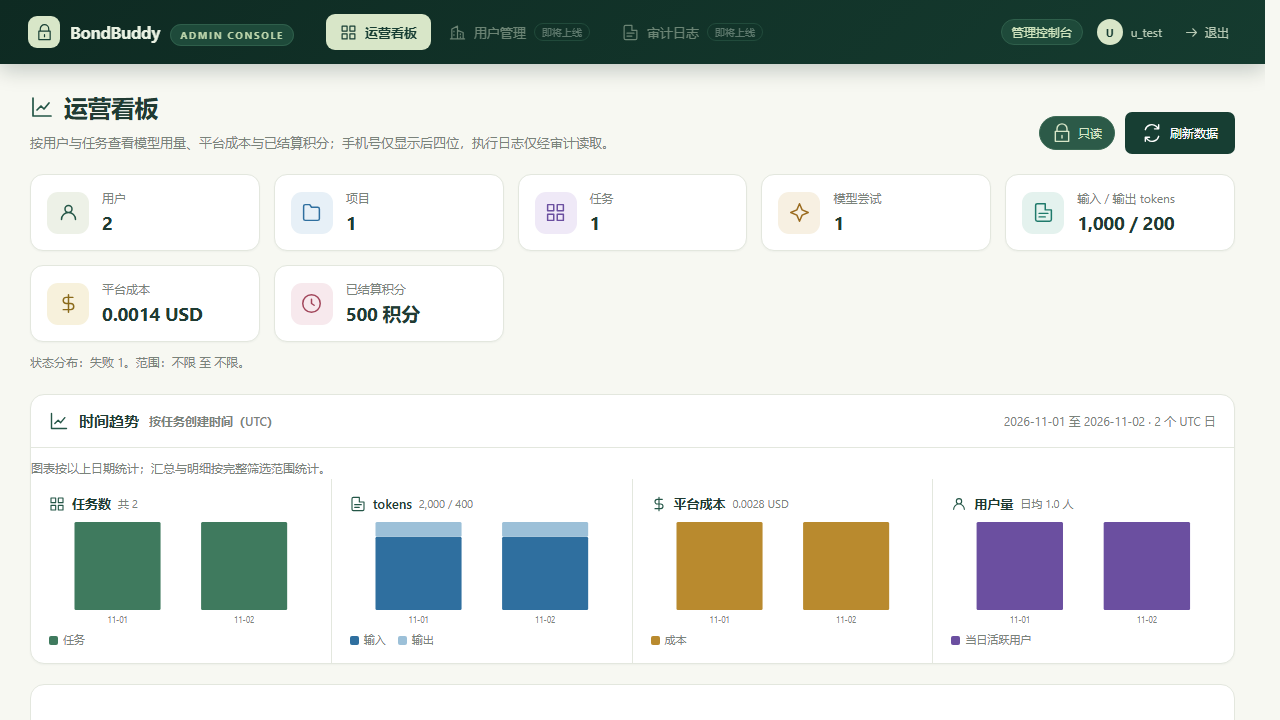 BondBuddy ADMIN CONSOLE 运营看板 用户管理 即将上线 审计日志 即将上线 管理控制台 U u_test 退出
运营看板
按用户与任务查看模型用量、平台成本与已结算积分；手机号仅显示后四位，执行日志仅经审计读取。
只读 刷新数据
用户
2
项目
1
任务
1
模型尝试
1
输入 / 输出 tokens
1,000 / 200
平台成本
0.0014 USD
已结算积分
500 积分
状态分布：失败 1。范围：不限 至 不限。
时间趋势 按任务创建时间（UTC） 2026-11-01 至 2026-11-02 · 2 个 UTC 日
图表按以上日期统计；汇总与明细按完整筛选范围统计。
任务数 共 2
11-01 11-02
任务
tokens 2,000 / 400
11-01 11-02
输入 输出
平台成本 0.0028 USD
11-01 11-02
成本
用户量 日均 1.0 人
11-01 11-02
当日活跃用户